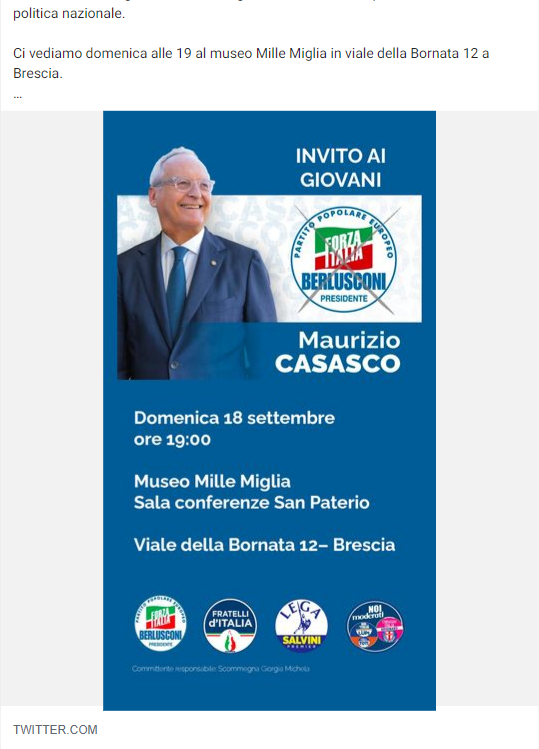 politica nazionale.
Ci vediamo domenica alle 19 al museo Mille Miglia in viale della Bornata 12 a
Brescia.
...
INVITO AI
GIOVANI
PARTITO POPOLARE EUROPEO
FORZA
ITALIA
BERLUSCONI
PRESIDENTE
Maurizio
CASASCO
Domenica 18 settembre
ore 19:00
Museo Mille Miglia
Sala conferenze San Paterio
Viale della Bornata 12– Brescia
PARTITO POPOLARE EUROPEO
FORZA
ITALIA
BERLUSCONI
PRESIDENTE
FRATELLI
d'ITALIA
LEGA
SALVINI
PREMIER
NOI
moderati
Committente responsabile: Scommegna Giorgia Michela
TWITTER.COM